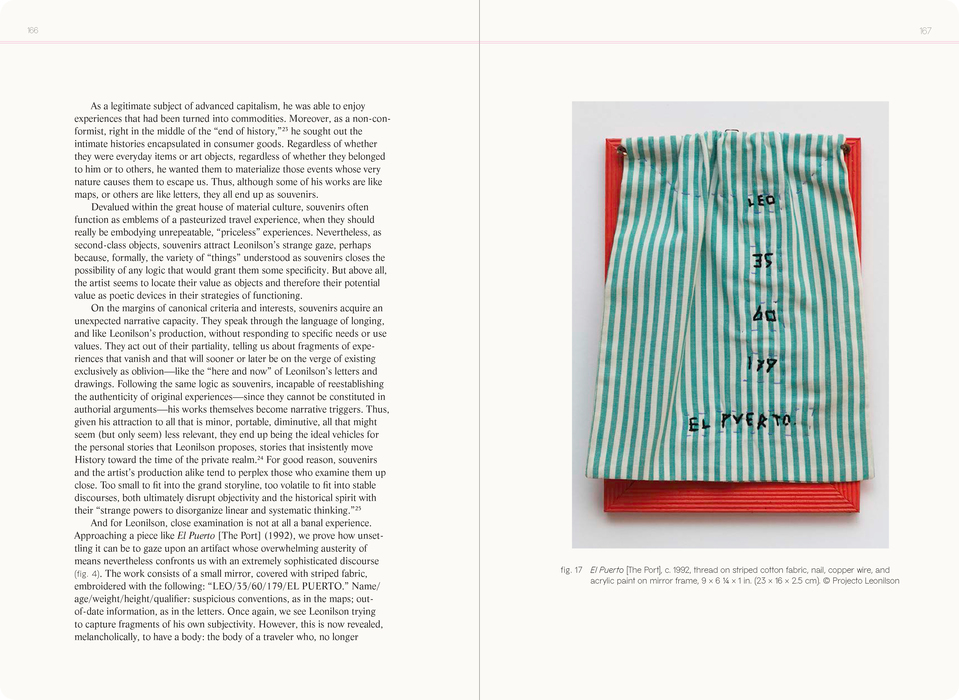 166
167
As a legitimate subject of advanced capitalism, he was able to enjoy
experiences that had been turned into commodities. Moreover, as a non-con-
formist, right in the middle of the “end of history,”²³ he sought out the
intimate histories encapsulated in consumer goods. Regardless of whether
they were everyday items or art objects, regardless of whether they belonged
to him or to others, he wanted them to materialize those events whose very
nature causes them to escape us. Thus, although some of his works are like
maps, or others are like letters, they all end up as souvenirs.
Devalued within the great house of material culture, souvenirs often
function as emblems of a pasteurized travel experience, when they should
really be embodying unrepeatable, “priceless” experiences. Nevertheless, as
second-class objects, souvenirs attract Leonilson’s strange gaze, perhaps
because, formally, the variety of “things” understood as souvenirs closes the
possibility of any logic that would grant them some specificity. But above all,
the artist seems to locate their value as objects and therefore their potential
value as poetic devices in their strategies of functioning.
On the margins of canonical criteria and interests, souvenirs acquire an
unexpected narrative capacity. They speak through the language of longing,
and like Leonilson’s production, without responding to specific needs or use
values. They act out of their partiality, telling us about fragments of expe-
riences that vanish and that will sooner or later be on the verge of existing
exclusively as oblivion—like the “here and now” of Leonilson’s letters and
drawings. Following the same logic as souvenirs, incapable of reestablishing
the authenticity of original experiences—since they cannot be constituted in
authorial arguments—his works themselves become narrative triggers. Thus,
given his attraction to all that is minor, portable, diminutive, all that might
seem (but only seem) less relevant, they end up being the ideal vehicles for
the personal stories that Leonilson proposes, stories that insistently move
History toward the time of the private realm.²⁴ For good reason, souvenirs
and the artist’s production alike tend to perplex those who examine them up
close. Too small to fit into the grand storyline, too volatile to fit into stable
discourses, both ultimately disrupt objectivity and the historical spirit with
their “strange powers to disorganize linear and systematic thinking.”²⁵
And for Leonilson, close examination is not at all a banal experience.
Approaching a piece like El Puerto [The Port] (1992), we prove how unset-
tling it can be to gaze upon an artifact whose overwhelming austerity of
means nevertheless confronts us with an extremely sophisticated discourse
(fig. 4). The work consists of a small mirror, covered with striped fabric,
embroidered with the following: “LEO/35/60/179/EL PUERTO.” Name/
age/weight/height/qualifier: suspicious conventions, as in the maps; out-
of-date information, as in the letters. Once again, we see Leonilson trying
to capture fragments of his own subjectivity. However, this is now revealed,
melancholically, to have a body: the body of a traveler who, no longer
LEO
35
60
179
EL PUERTO
fig. 17 El Puerto [The Port], c. 1992, thread on striped cotton fabric, nail, copper wire, and
acrylic paint on mirror frame, 9 × 6 ¼ × 1 in. (23 × 16 × 2.5 cm). © Projecto Leonilson